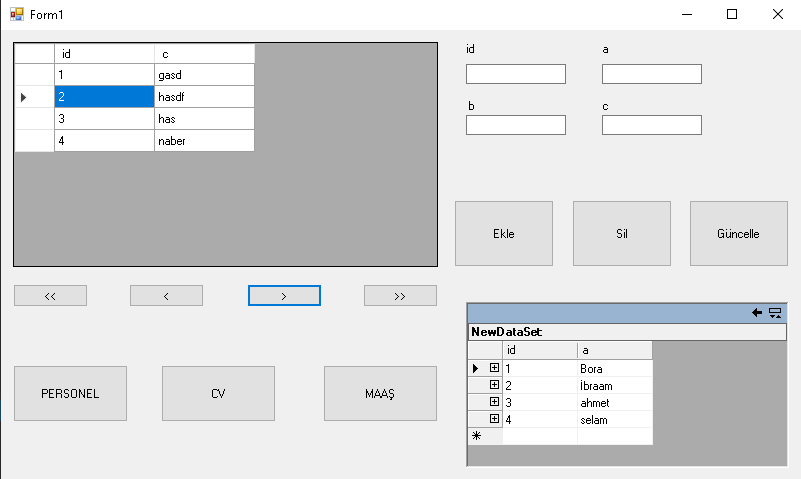 Form1
id c
1 gasd
2 hasdf
3 has
4 naber
id a
b c
Ekle Sil Güncelle
<< < > >>
PERSONEL CV MAAŞ
NewDataSet
id a
1 Bora
2 İbraam
3 ahmet
4 selam